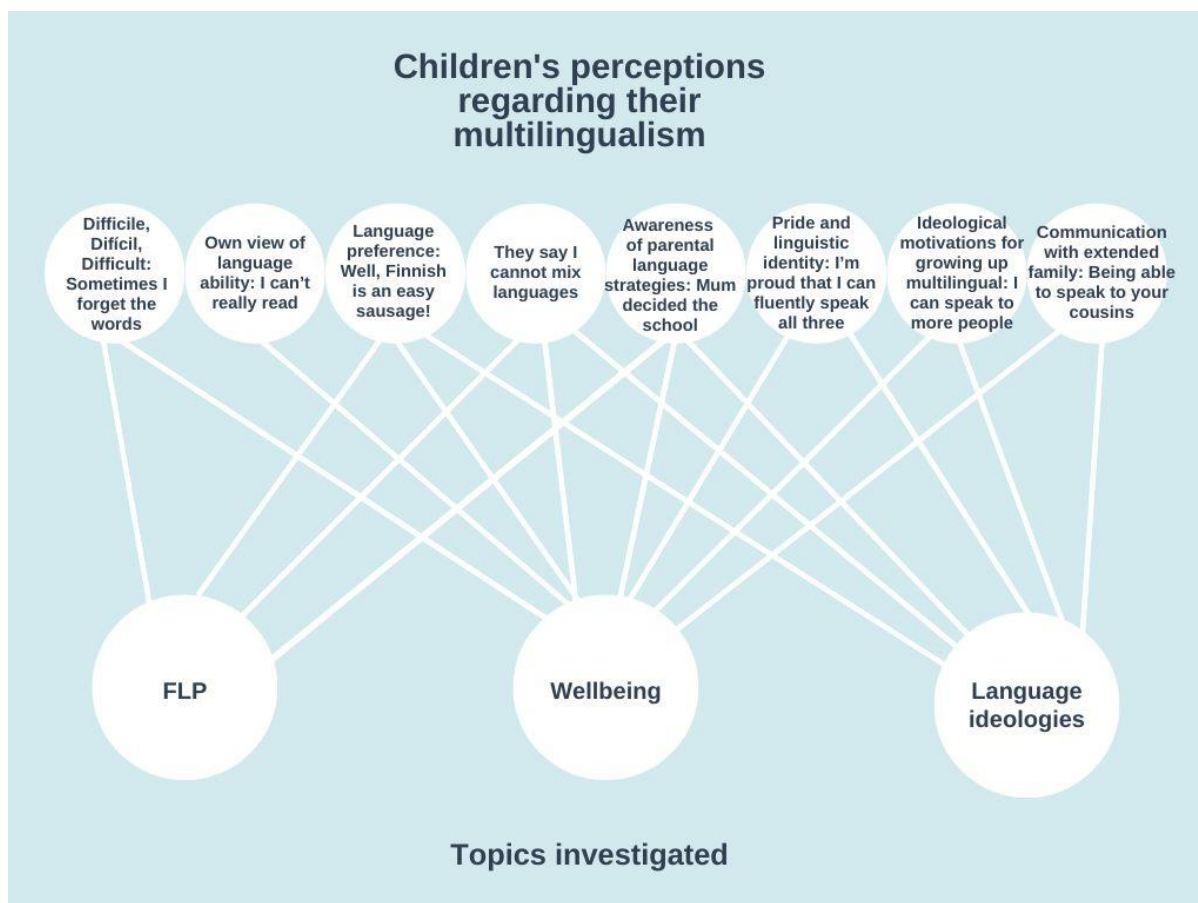 Children's perceptions
regarding their
multilingualism
Difficile,
Difícil,
Difficult:
Sometimes I
forget the
words
Own view of
language
ability: I can't
really read
Language
preference:
Well, Finnish
is an easy
sausage!
They say I
cannot mix
languages
Awareness
of parental
language
strategies: Mum
decided the
school
Pride and
linguistic
identity: I'm
proud that I can
fluently speak
all three
Ideological
motivations for
growing up
multilingual: I
can speak to
more people
Communication
with extended
family: Being able
to speak to your
cousins
FLP
Wellbeing
Language
ideologies
Topics investigated